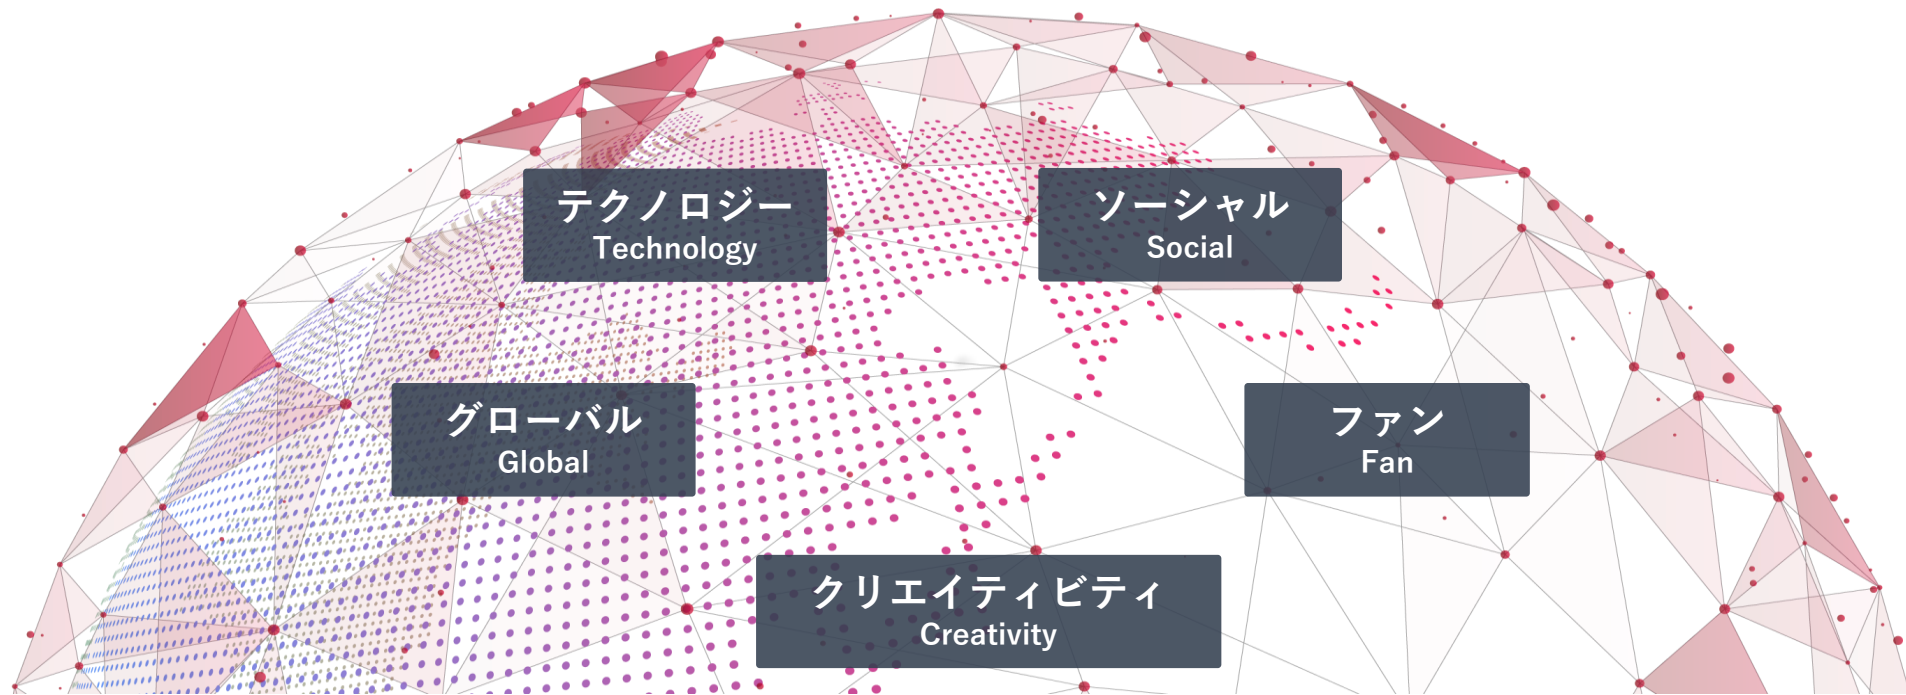 テクノロジー
Technology
ソーシャル
Social
グローバル
Global
ファン
Fan
クリエイティビティ
Creativity